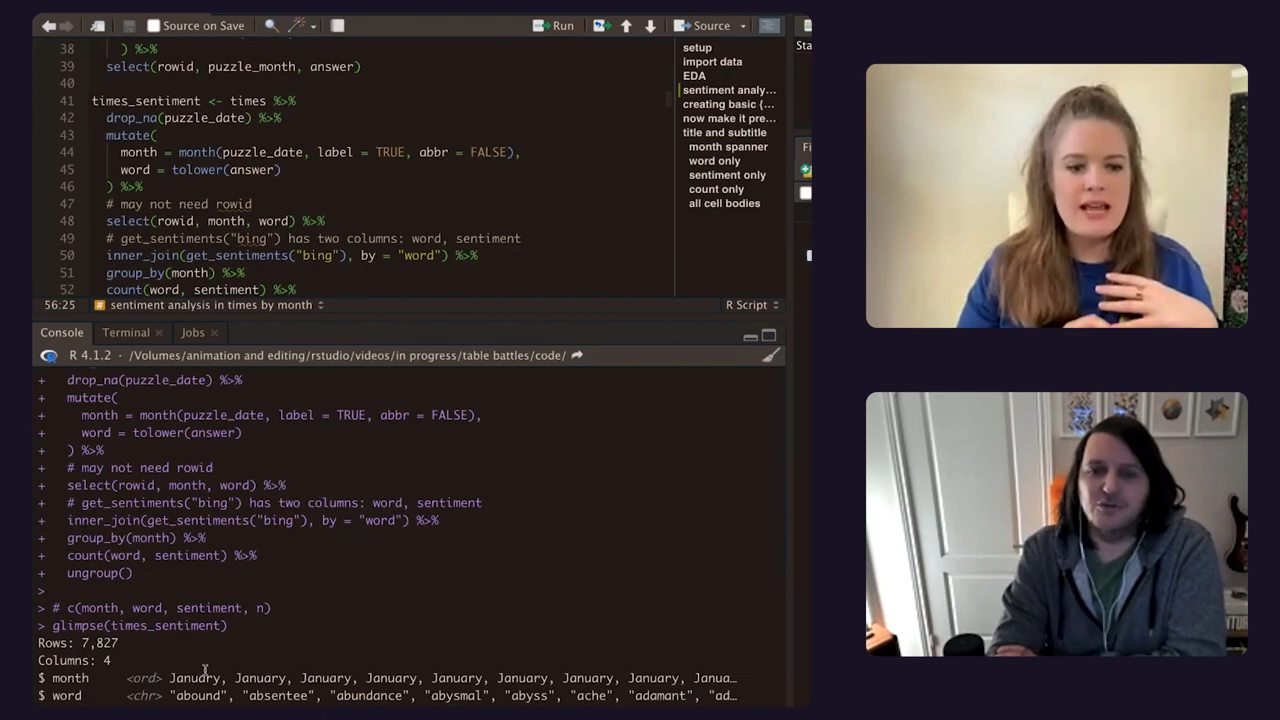 Source on Save
Run
Source
38
) %>%
39
select(rowid, puzzle_month, answer)
40
41
times_sentiment <- times %>%
42
drop_na(puzzle_date) %>%
43
mutate(
44
month = month(puzzle_date, label = TRUE, abbr = FALSE),
45
word = tolower(answer)
46
) %>%
47
# may not need rowid
48
select(rowid, month, word) %>%
49
# get_sentiments("bing") has two columns: word, sentiment
50
inner_join(get_sentiments("bing"), by = "word") %>%
51
group_by(month) %>%
52
count(word, sentiment) %>%
setup
import data
EDA
sentiment analy…
creating basic {…
now make it pre…
title and subtitle
month spanner
word only
sentiment only
count only
all cell bodies
Sta
Fi
56:25
sentiment analysis in times by month
R Script
Console
Terminal
Jobs
R 4.1.2 · /Volumes/animation and editing/rstudio/videos/in progress/table battles/code/
+ drop_na(puzzle_date) %>%
+ mutate(
+ month = month(puzzle_date, label = TRUE, abbr = FALSE),
+ word = tolower(answer)
+ ) %>%
+ # may not need rowid
+ select(rowid, month, word) %>%
+ # get_sentiments("bing") has two columns: word, sentiment
+ inner_join(get_sentiments("bing"), by = "word") %>%
+ group_by(month) %>%
+ count(word, sentiment) %>%
+ ungroup()
>
> # c(month, word, sentiment, n)
> glimpse(times_sentiment)
Rows: 7,827
Columns: 4
$ month <ord> January, January, January, January, January, January, January, January, Janua…
$ word <chr> "abound", "absentee", "abundance", "abysmal", "abyss", "ache", "adamant", "ad…